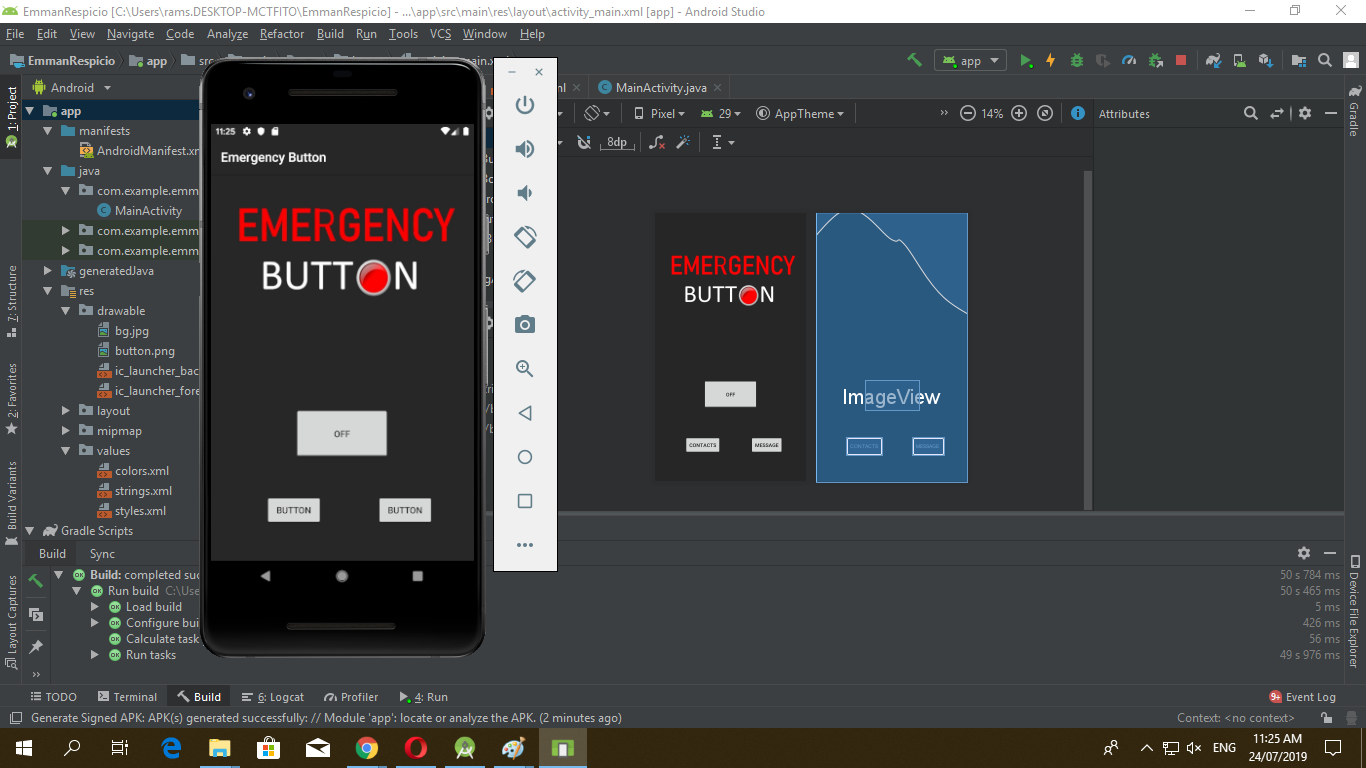 EmmanRespicio [C:\Users\rams.DESKTOP-MCTFITO\EmmanRespicio] - ...\app\src\main\res\layout\activity_main.xml [app] - Android Studio
File Edit View Navigate Code Analyze Refactor Build Run Tools VCS Window Help
EmmanRespicio app
app
Android
MainActivity.java
1: Project
app
manifests
AndroidManifest.xm
java
com.example.emm
MainActivity
com.example.emm
com.example.emm
generatedJava
res
drawable
bg.jpg
button.png
ic_launcher_bac
ic_launcher_fore
layout
mipmap
values
colors.xml
strings.xml
styles.xml
Gradle Scripts
7: Structure
2: Favorites
Build Variants
Layout Captures
11:25
Emergency Button
EMERGENCY
BUTTON
OFF
BUTTON BUTTON
Pixel 29 AppTheme 14%
8dp
Attributes
Gradle
Device File Explorer
EMERGENCY
BUTTON
OFF
CONTACTS MESSAGE
ImageView
CONTACTS MESSAGE
Build Sync
Build: completed suc
50 s 784 ms
Run build C:\Use
50 s 465 ms
Load build
5 ms
Configure bui
426 ms
Calculate task
56 ms
Run tasks
49 s 976 ms
TODO Terminal Build 6: Logcat Profiler 4: Run 9+ Event Log
Generate Signed APK: APK(s) generated successfully: // Module 'app': locate or analyze the APK. (2 minutes ago) Context: <no context>
ENG
11:25 AM
24/07/2019